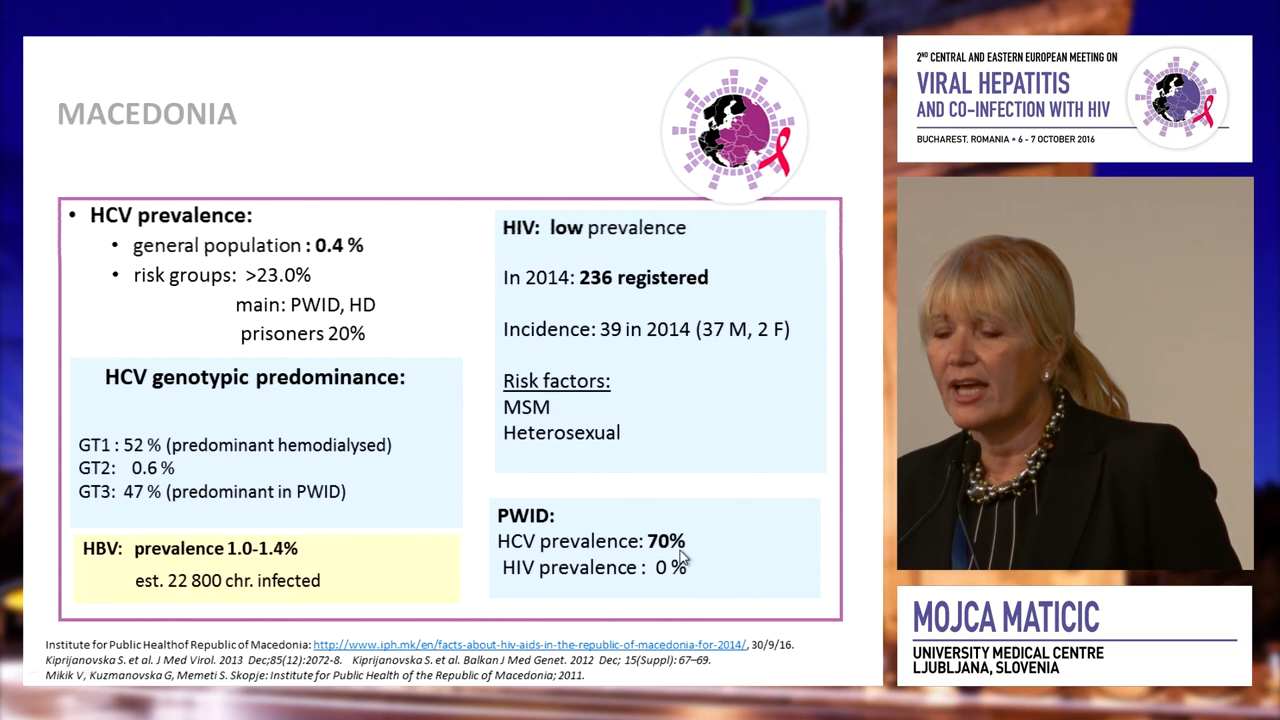 MACEDONIA
• HCV prevalence:
• general population : 0.4 %
• risk groups: >23.0%
main: PWID, HD
prisoners 20%
HCV genotypic predominance:
GT1 : 52 % (predominant hemodialysed)
GT2: 0.6 %
GT3: 47 % (predominant in PWID)
HBV: prevalence 1.0-1.4%
est. 22 800 chr. infected
HIV: low prevalence
In 2014: 236 registered
Incidence: 39 in 2014 (37 M, 2 F)
Risk factors:
MSM
Heterosexual
PWID:
HCV prevalence: 70%
HIV prevalence : 0 %
Institute for Public Healthof Republic of Macedonia: http://www.iph.mk/en/facts-about-hiv-aids-in-the-republic-of-macedonia-for-2014/, 30/9/16.
Kiprijanovska S. et al. J Med Virol. 2013 Dec;85(12):2072-8. Kiprijanovska S. et al. Balkan J Med Genet. 2012 Dec; 15(Suppl): 67–69.
Mikik V, Kuzmanovska G, Memeti S. Skopje: Institute for Public Health of the Republic of Macedonia; 2011.
2ND CENTRAL AND EASTERN EUROPEAN MEETING ON
VIRAL HEPATITIS
AND CO-INFECTION WITH HIV
BUCHAREST, ROMANIA • 6 - 7 OCTOBER 2016
MOJCA MATICIC
UNIVERSITY MEDICAL CENTRE
LJUBLJANA, SLOVENIA